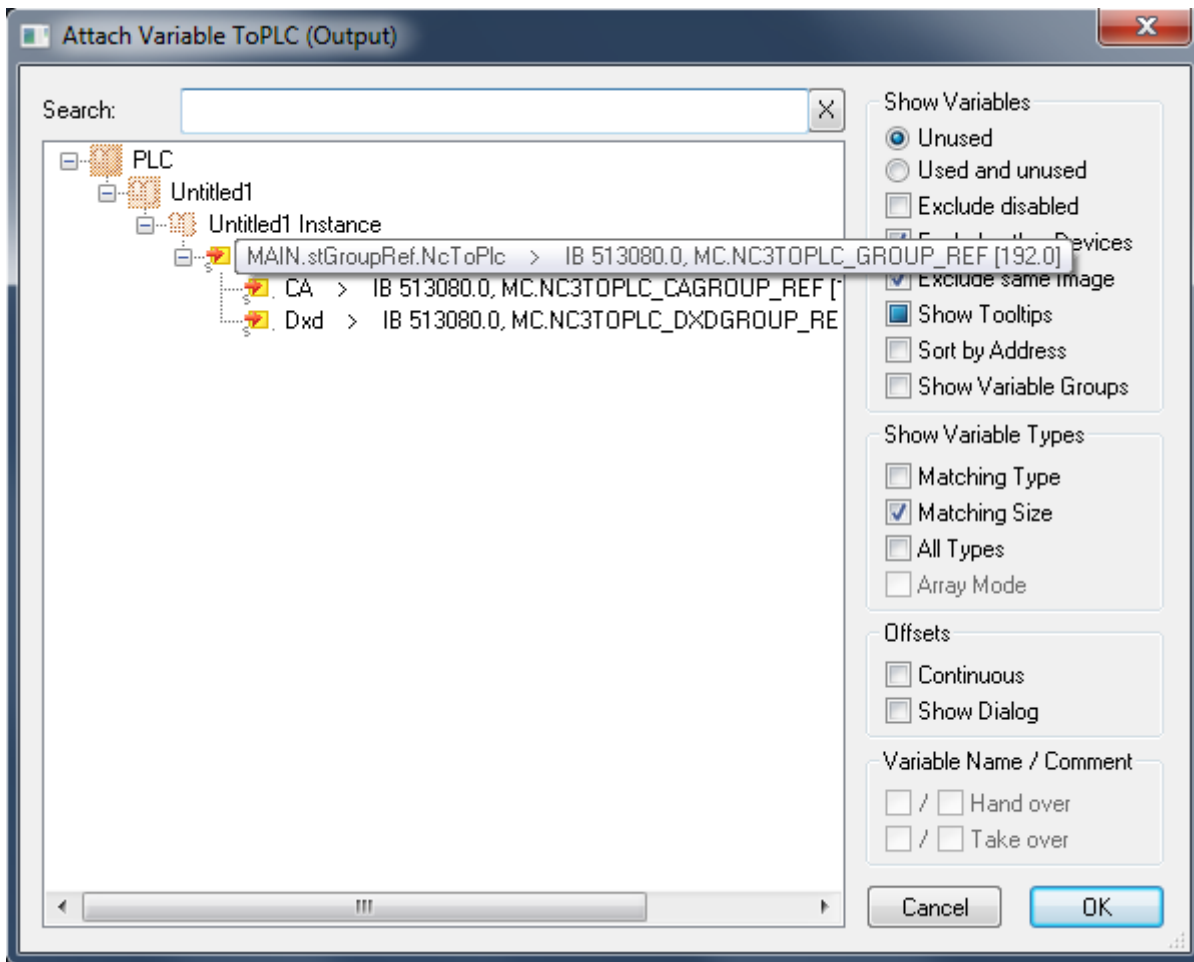 Attach Variable ToPLC (Output)
Search:
PLC
Untitled1
Untitled1 Instance
MAIN.stGroupRef.NcToPlc > IB 513080.0, MC.NC3TOPLC_GROUP_REF [192.0]
CA > IB 513080.0, MC.NC3TOPLC_CAGROUP_REF [
Dxd > IB 513080.0, MC.NC3TOPLC_DXDGROUP_RE
Show Variables
Unused
Used and unused
Exclude disabled
Devices
Exclude same Image
Show Tooltips
Sort by Address
Show Variable Groups
Show Variable Types
Matching Type
Matching Size
All Types
Array Mode
Offsets
Continuous
Show Dialog
Variable Name / Comment
/ Hand over
/ Take over
Cancel
OK